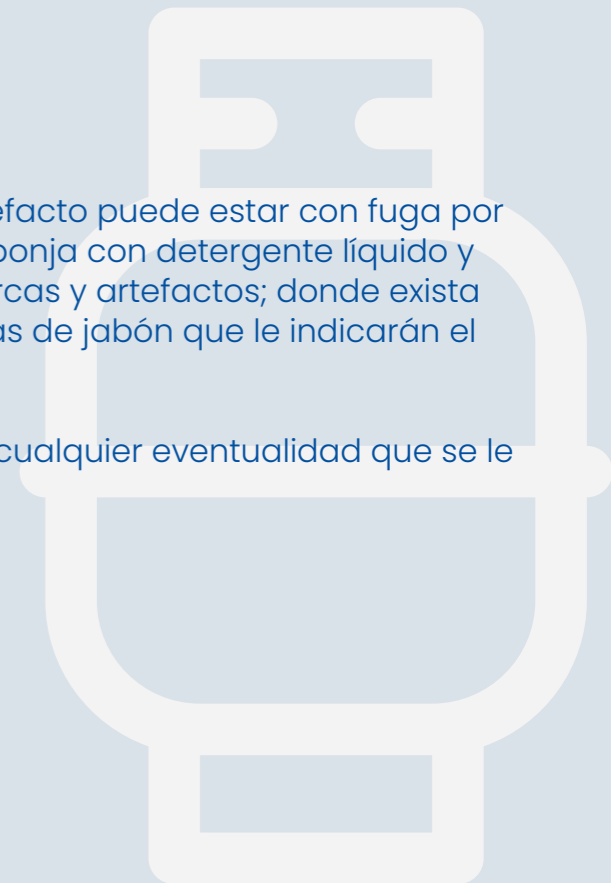 efacto puede estar con fuga por
ponja con detergente líquido y
rcas y artefactos; donde exista
as de jabón que le indicarán el
cualquier eventualidad que se le